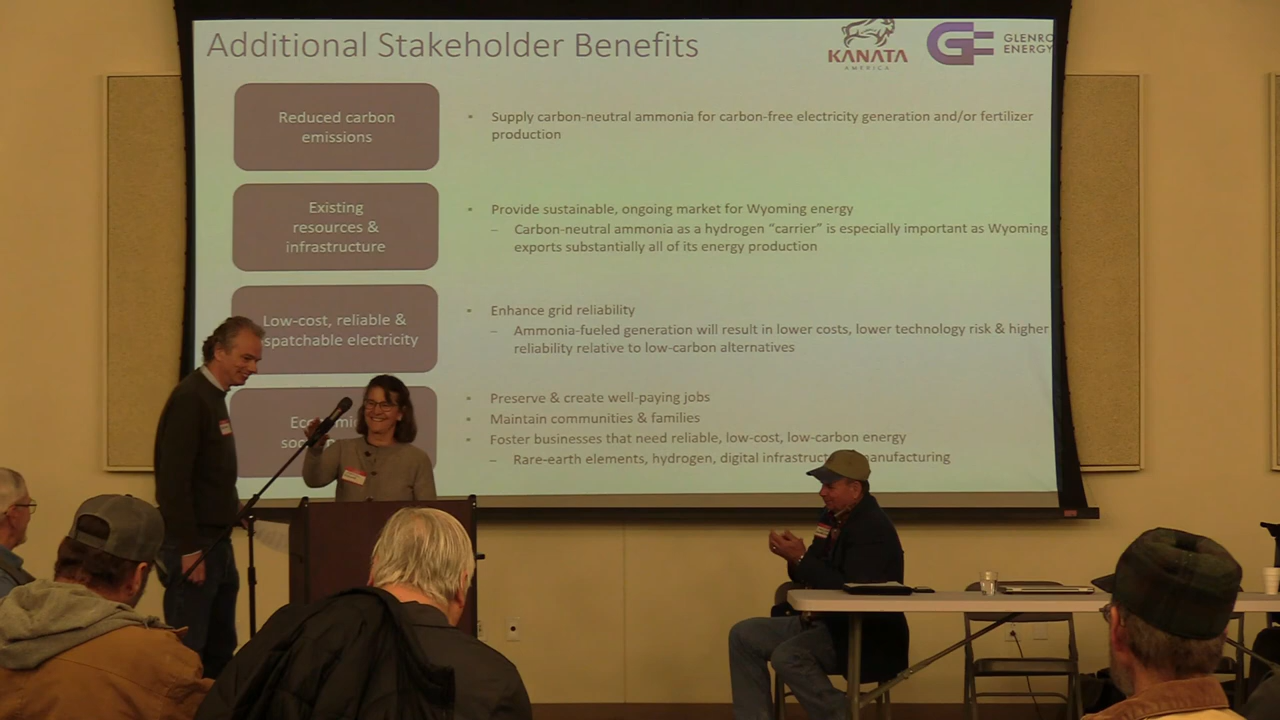 Additional Stakeholder Benefits
KANATA
AMERICA
GLENRO
ENERGY
Reduced carbon
emissions
▪ Supply carbon-neutral ammonia for carbon-free electricity generation and/or fertilizer
production
Existing
resources &
infrastructure
▪ Provide sustainable, ongoing market for Wyoming energy
– Carbon-neutral ammonia as a hydrogen “carrier” is especially important as Wyoming
exports substantially all of its energy production
Low-cost, reliable &
spatchable electricity
▪ Enhance grid reliability
– Ammonia-fueled generation will result in lower costs, lower technology risk & higher
reliability relative to low-carbon alternatives
▪ Preserve & create well-paying jobs
▪ Maintain communities & families
▪ Foster businesses that need reliable, low-cost, low-carbon energy
– Rare-earth elements, hydrogen, digital manufacturing